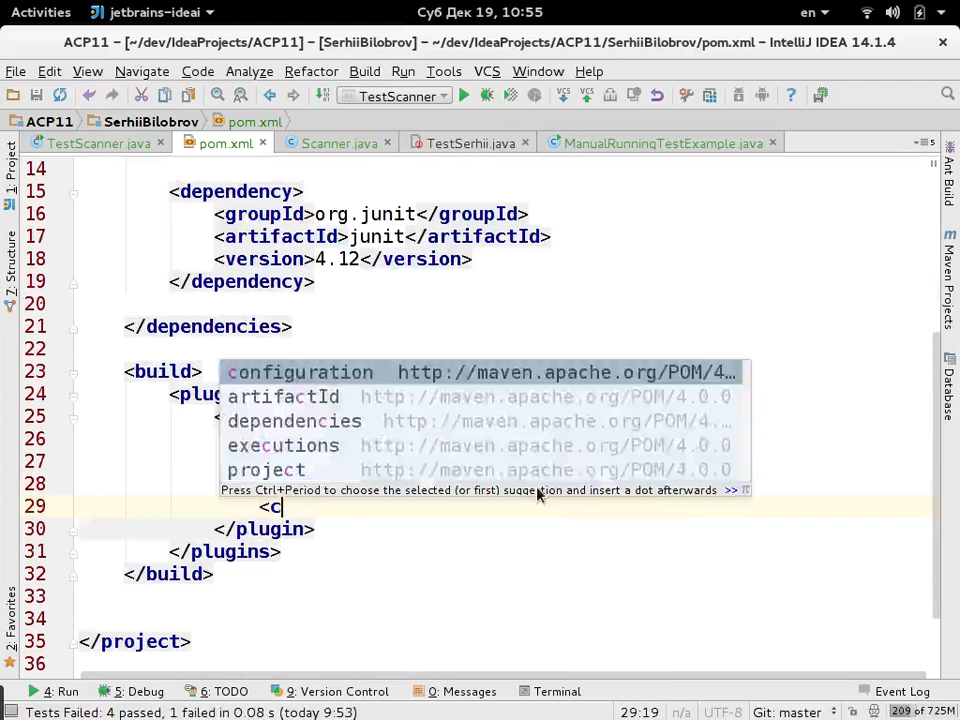 Activities jetbrains-ideai Суб Дек 19, 10:55 en
ACP11 – [~/dev/IdeaProjects/ACP11] – [SerhiiBilobrov] – ~/dev/IdeaProjects/ACP11/SerhiiBilobrov/pom.xml – IntelliJ IDEA 14.1.4
File Edit View Navigate Code Analyze Refactor Build Run Tools VCS Window Help
TestScanner
ACP11 SerhiiBilobrov pom.xml
TestScanner.java pom.xml Scanner.java TestSerhii.java ManualRunningTestExample.java
1: Project
7: Structure
2: Favorites
14
15 <dependency>
16 <groupId>org.junit</groupId>
17 <artifactId>junit</artifactId>
18 <version>4.12</version>
19 </dependency>
20
21 </dependencies>
22
23 <build>
24 <plug
25 <
26
27
28
29 <c
30 </plugin>
31 </plugins>
32 </build>
33
34
35 </project>
36
configuration http://maven.apache.org/POM/4...
artifactId http://maven.apache.org/POM/4.0.0
dependencies http://maven.apache.org/POM/4....
executions http://maven.apache.org/POM/4.0.0
project http://maven.apache.org/POM/4.0.0
Press Ctrl+Period to choose the selected (or first) suggestion and insert a dot afterwards >>
Ant Build
Maven Projects
Database
4: Run 5: Debug 6: TODO 9: Version Control 0: Messages Terminal Event Log
Tests Failed: 4 passed, 1 failed in 0.08 s (today 9:53) 29:19 n/a UTF-8 Git: master 209 of 725M